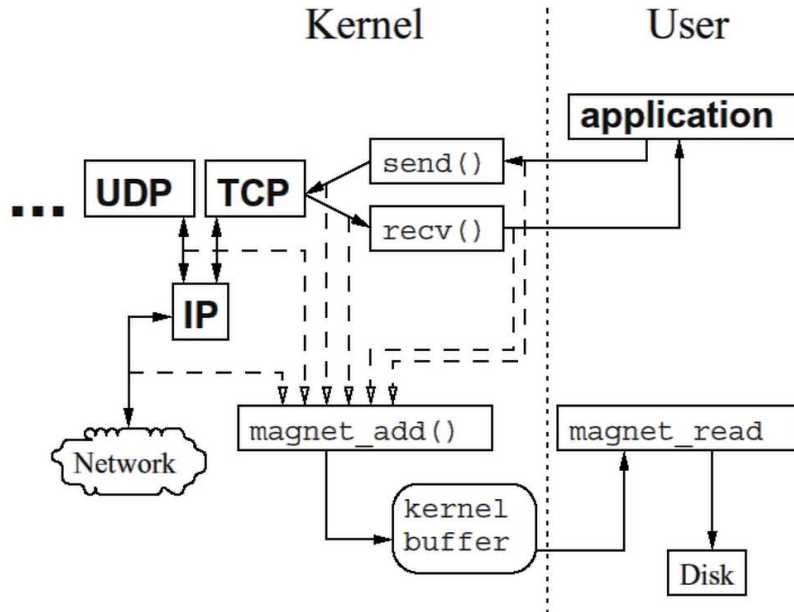 Kernel
User
application
send()
... UDP
TCP
recv()
IP
magnet_add()
magnet_read
Network
kernel
buffer
Disk